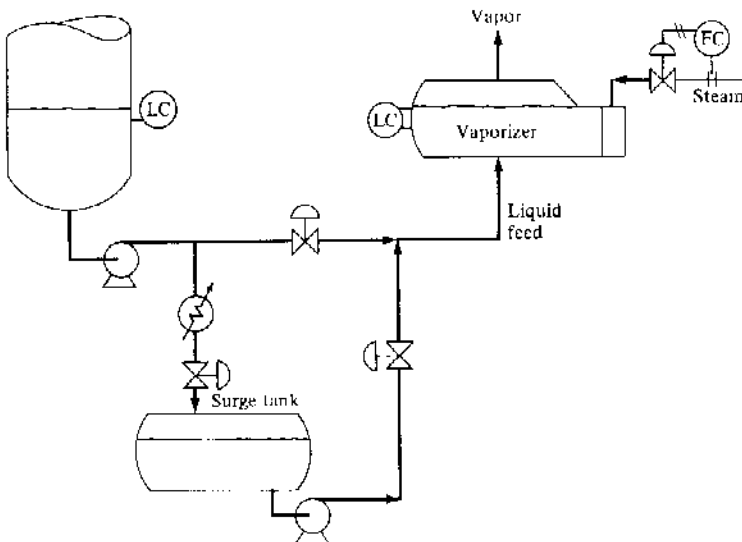 Vapor
FC
Steam
LC
LC
Vaporizer
Liquid
feed
Surge tank